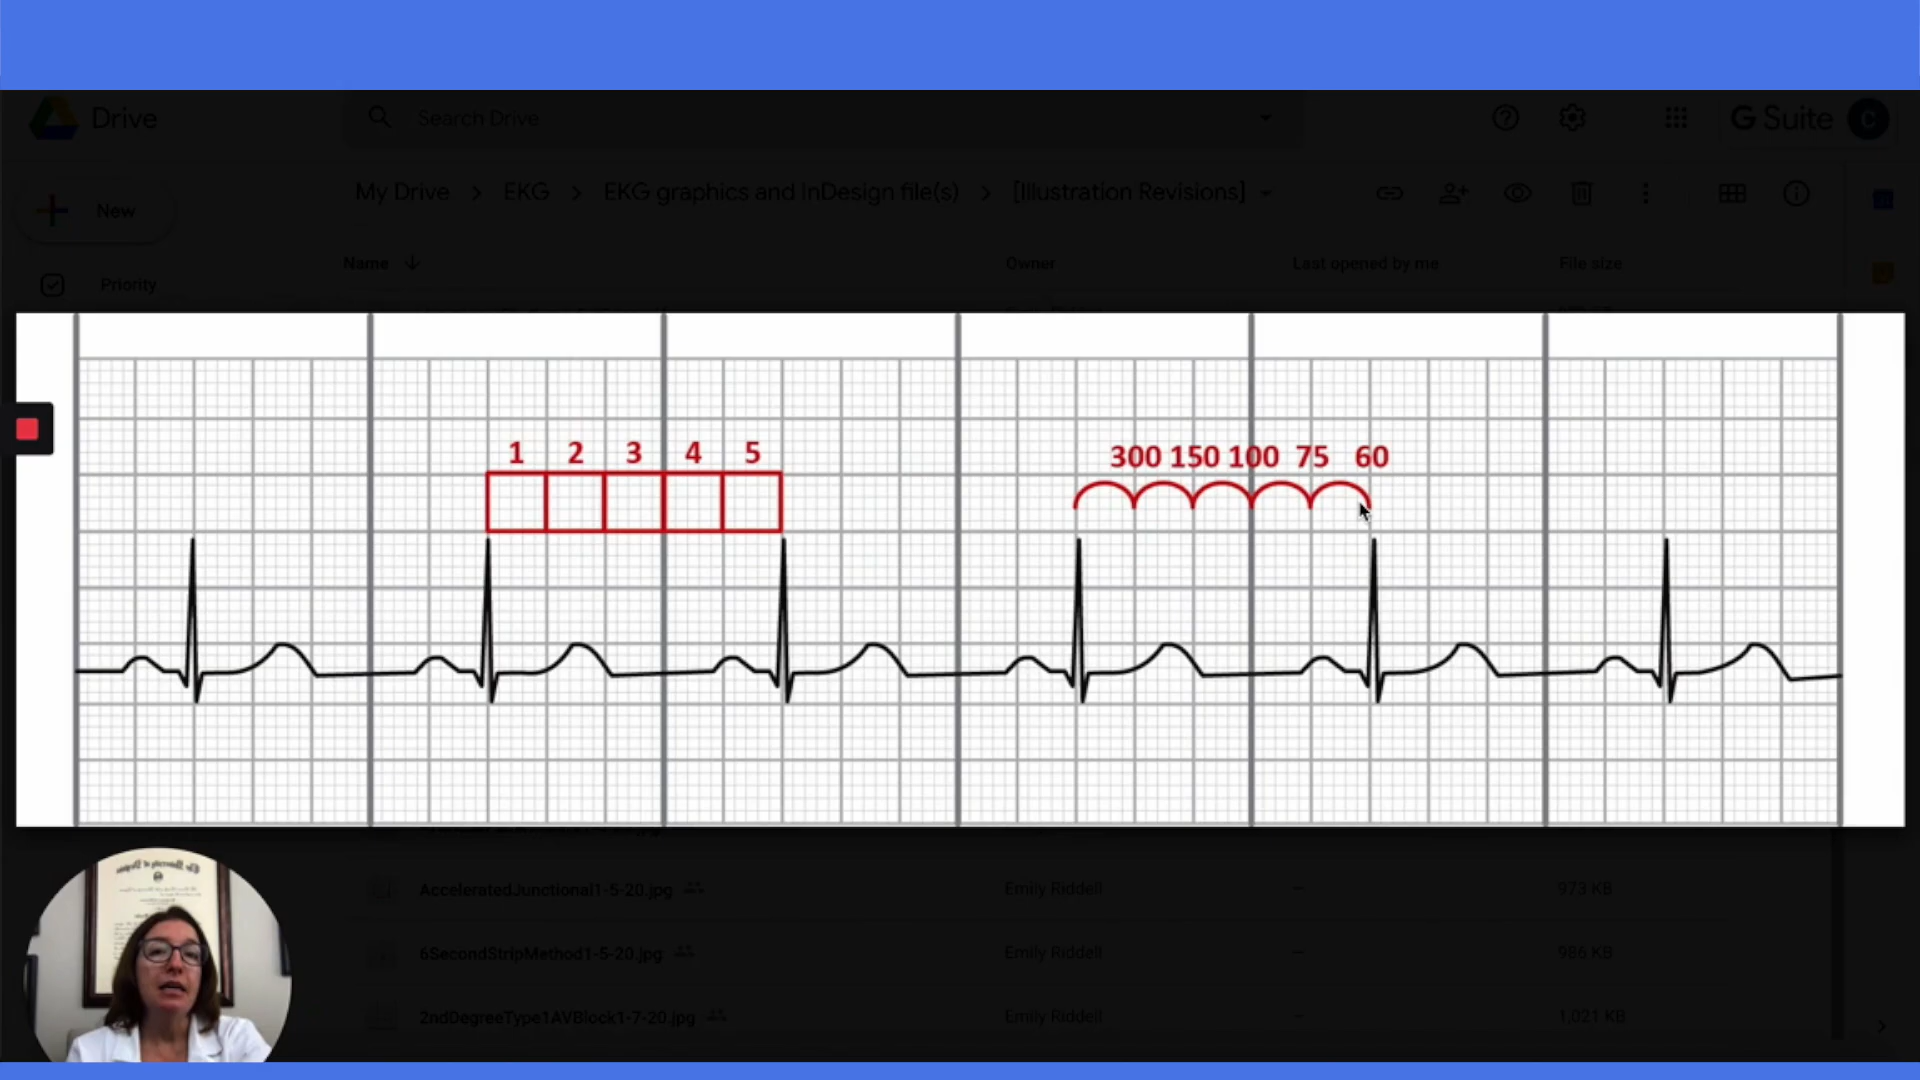 Drive
Search Drive
G Suite
C
New
My Drive > EKG > EKG graphics and InDesign file(s) > [Illustration Revisions]
Name
Owner
Last opened by me
File size
Priority
1 2 3 4 5
300 150 100 75 60
AcceleratedJunctional1-5-20.jpg
Emily Riddell
–
973 KB
6SecondStripMethod1-5-20.jpg
Emily Riddell
–
986 KB
2ndDegreeType1AVBlock1-7-20.jpg
Emily Riddell
–
1,021 KB